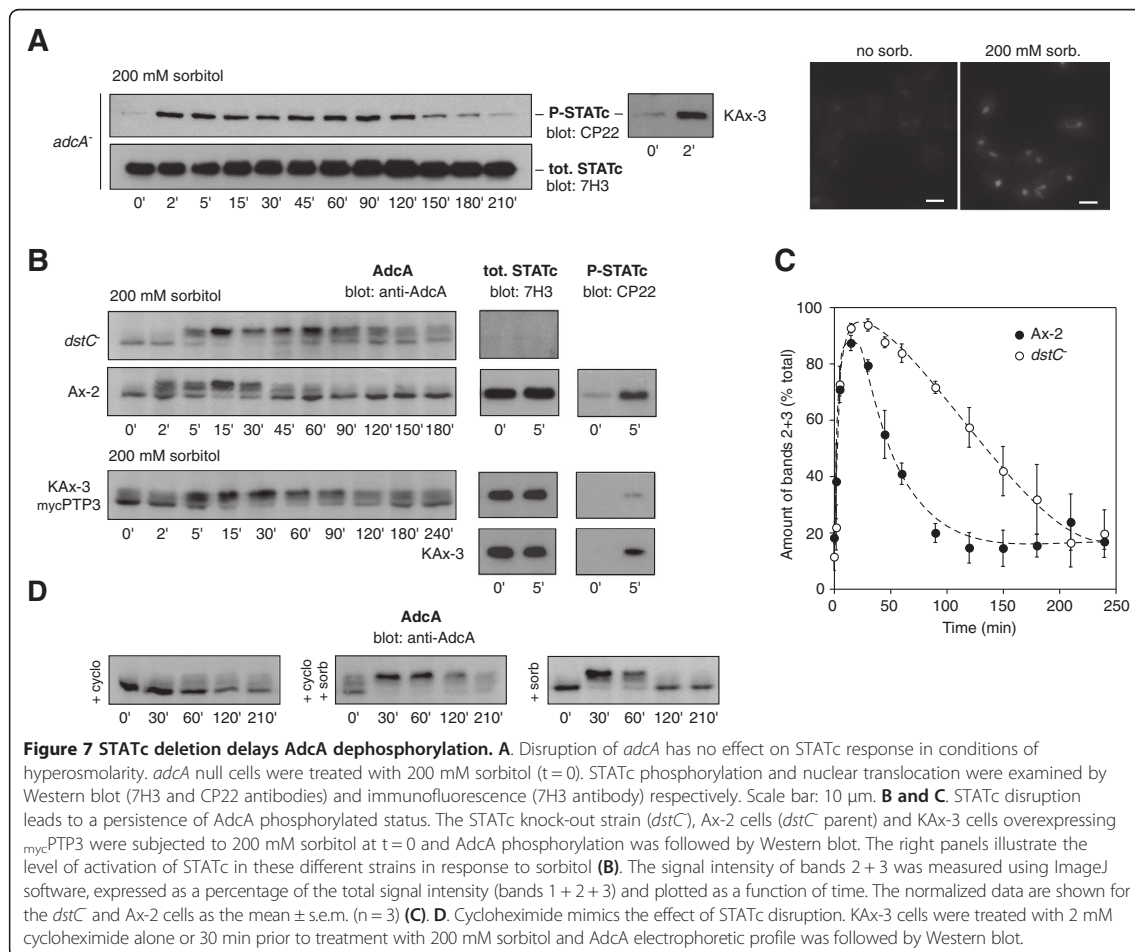 A
200 mM sorbitol
adcA-
P-STATc
blot: CP22
tot. STATc
blot: 7H3
0' 2' 5' 15' 30' 45' 60' 90' 120' 150' 180' 210'
KAx-3
0' 2'
no sorb.
200 mM sorb.
B
AdcA
blot: anti-AdcA
tot. STATc
blot: 7H3
P-STATc
blot: CP22
200 mM sorbitol
dstC-
Ax-2
0' 2' 5' 15' 30' 45' 60' 90' 120' 150' 180'
0' 5'
0' 5'
200 mM sorbitol
KAx-3
mycPTP3
0' 2' 5' 15' 30' 60' 90' 120' 180' 240'
KAx-3
0' 5'
0' 5'
C
Amount of bands 2+3 (% total)
100
80
60
40
20
0
Ax-2
dstC-
0 50 100 150 200 250
Time (min)
D
AdcA
blot: anti-AdcA
+ cyclo
0' 30' 60' 120' 210'
+ cyclo
+ sorb
0' 30' 60' 120' 210'
+ sorb
0' 30' 60' 120' 210'
Figure 7 STATc deletion delays AdcA dephosphorylation. A. Disruption of adcA has no effect on STATc response in conditions of
hyperosmolarity. adcA null cells were treated with 200 mM sorbitol (t = 0). STATc phosphorylation and nuclear translocation were examined by
Western blot (7H3 and CP22 antibodies) and immunofluorescence (7H3 antibody) respectively. Scale bar: 10 μm. B and C. STATc disruption
leads to a persistence of AdcA phosphorylated status. The STATc knock-out strain (dstC-), Ax-2 cells (dstC- parent) and KAx-3 cells overexpressing
mycPTP3 were subjected to 200 mM sorbitol at t = 0 and AdcA phosphorylation was followed by Western blot. The right panels illustrate the
level of activation of STATc in these different strains in response to sorbitol (B). The signal intensity of bands 2 + 3 was measured using ImageJ
software, expressed as a percentage of the total signal intensity (bands 1 + 2 + 3) and plotted as a function of time. The normalized data are shown for
the dstC- and Ax-2 cells as the mean ± s.e.m. (n = 3) (C). D. Cycloheximide mimics the effect of STATc disruption. KAx-3 cells were treated with 2 mM
cycloheximide alone or 30 min prior to treatment with 200 mM sorbitol and AdcA electrophoretic profile was followed by Western blot.